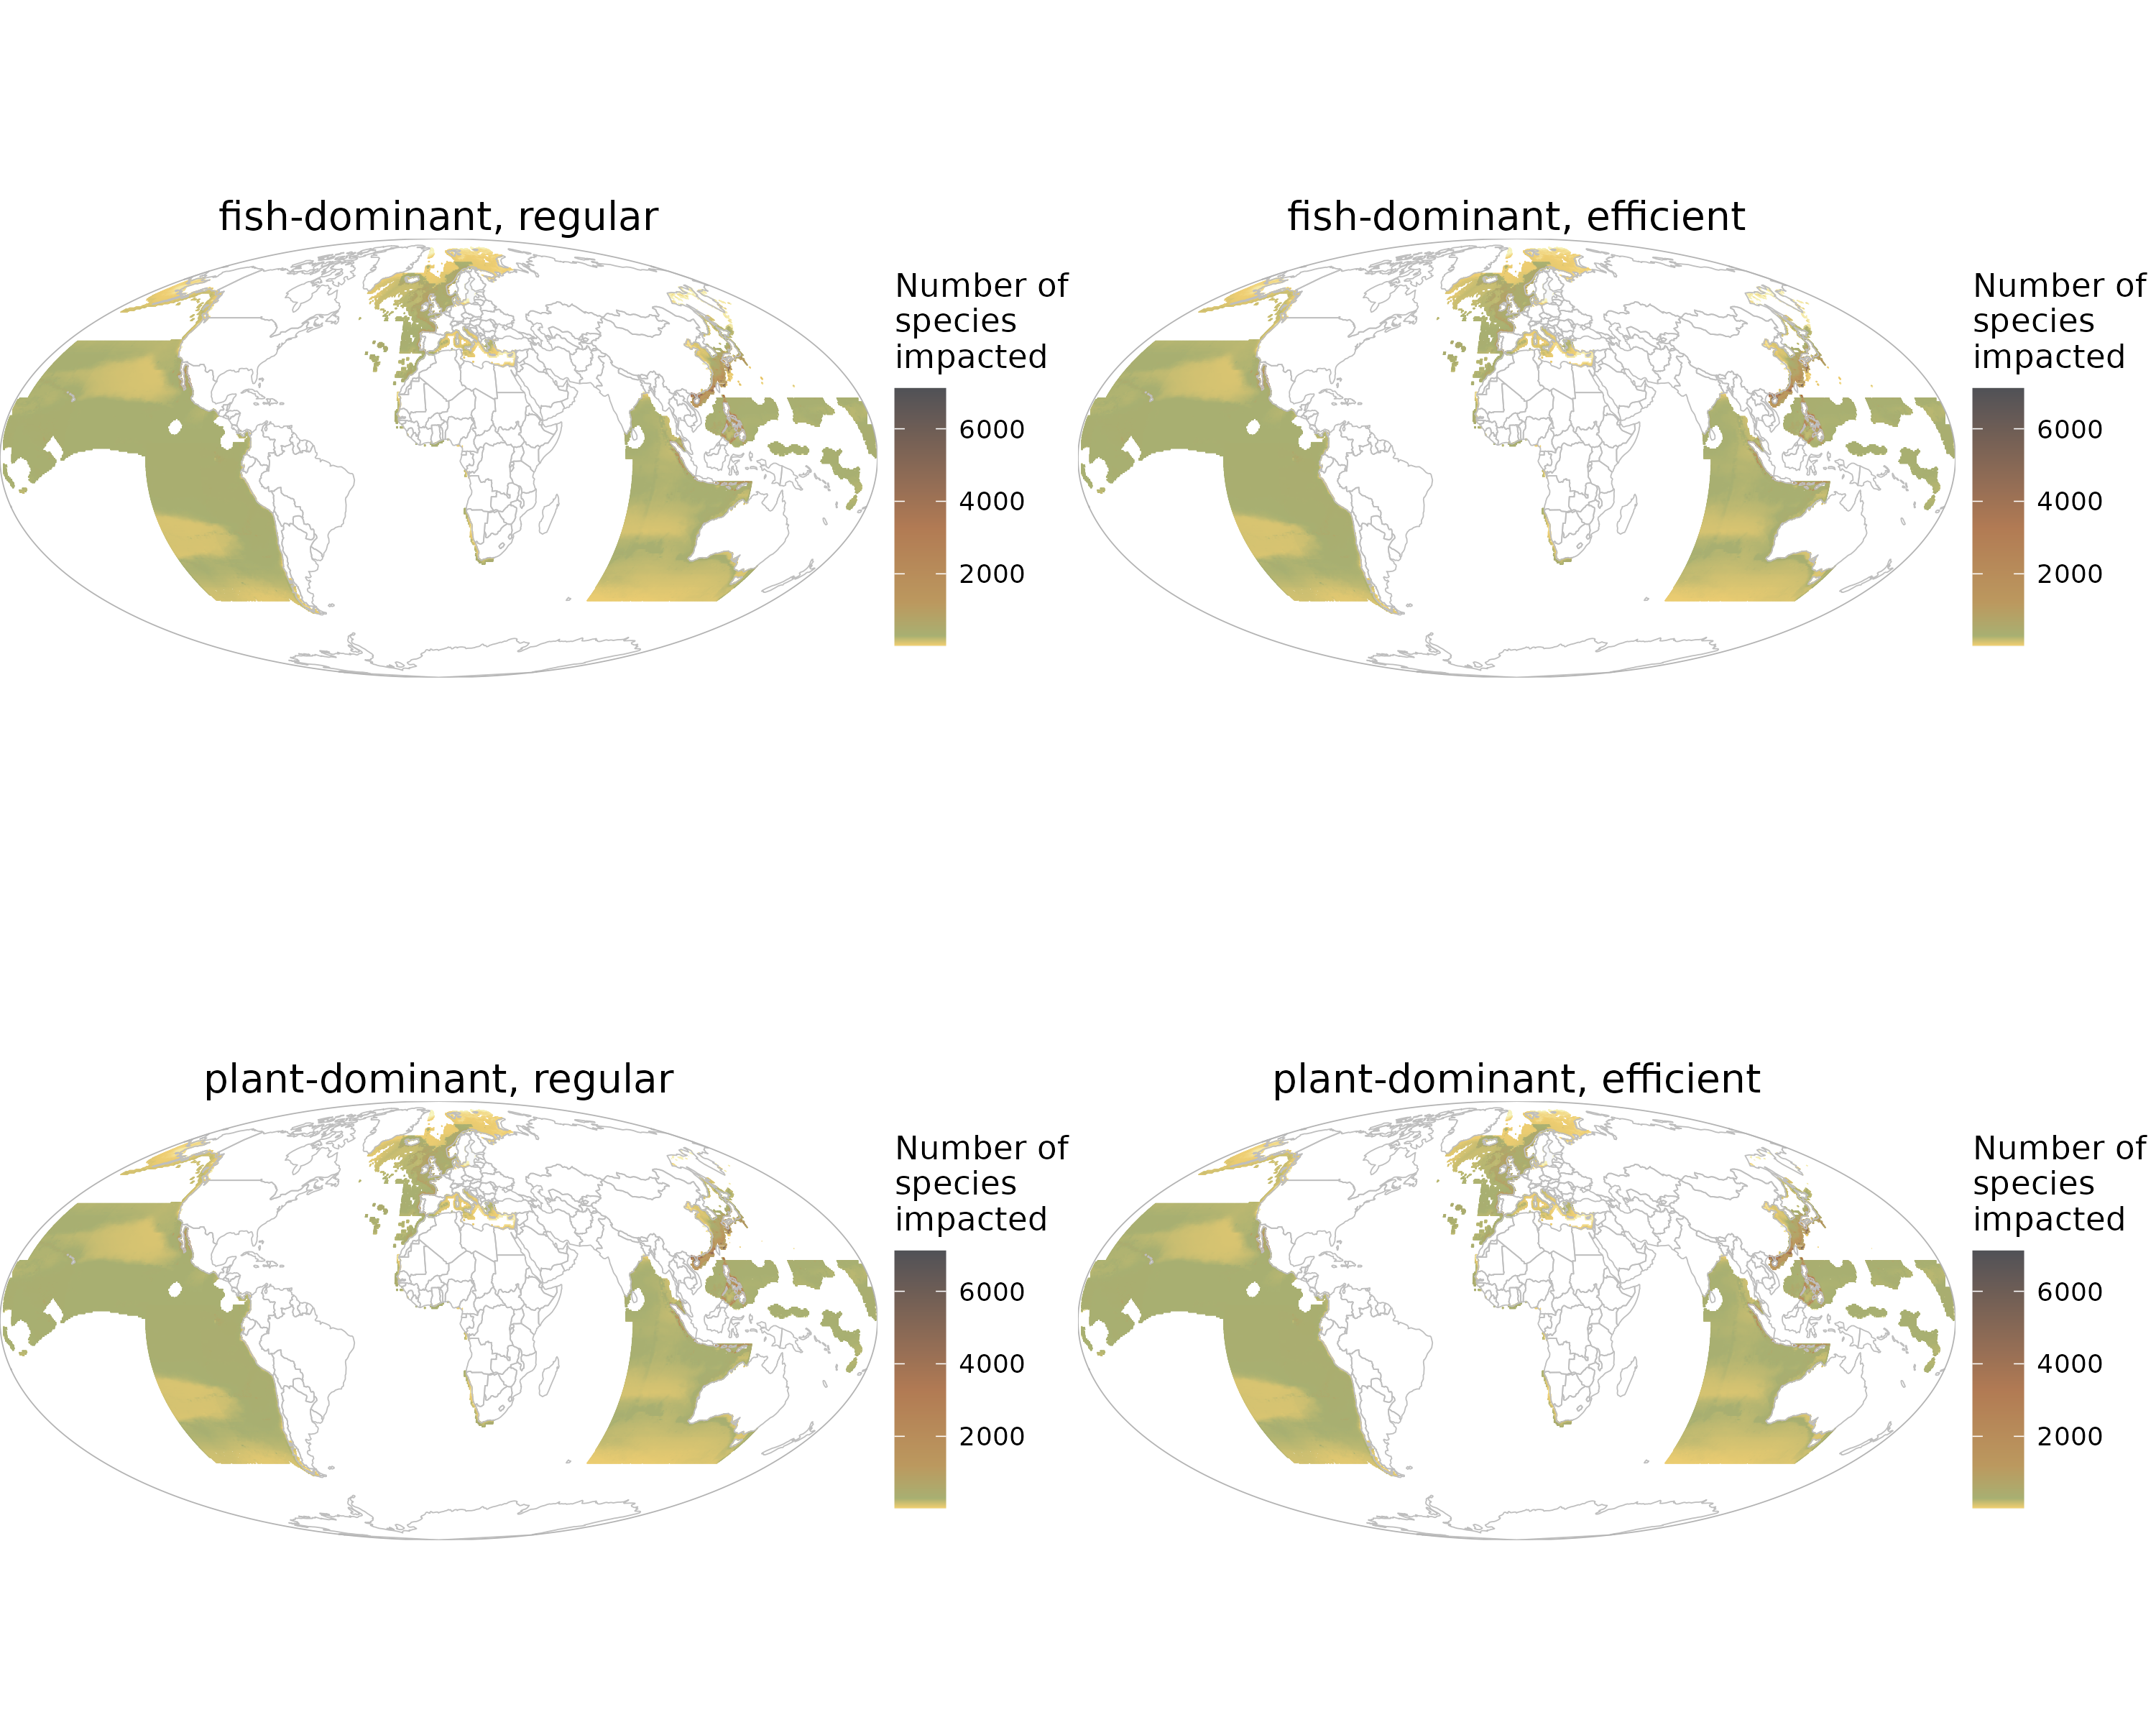 fish-dominant, regular
Number of
species
impacted
6000
4000
2000
fish-dominant, efficient
Number of
species
impacted
6000
4000
2000
plant-dominant, regular
Number of
species
impacted
6000
4000
2000
plant-dominant, efficient
Number of
species
impacted
6000
4000
2000